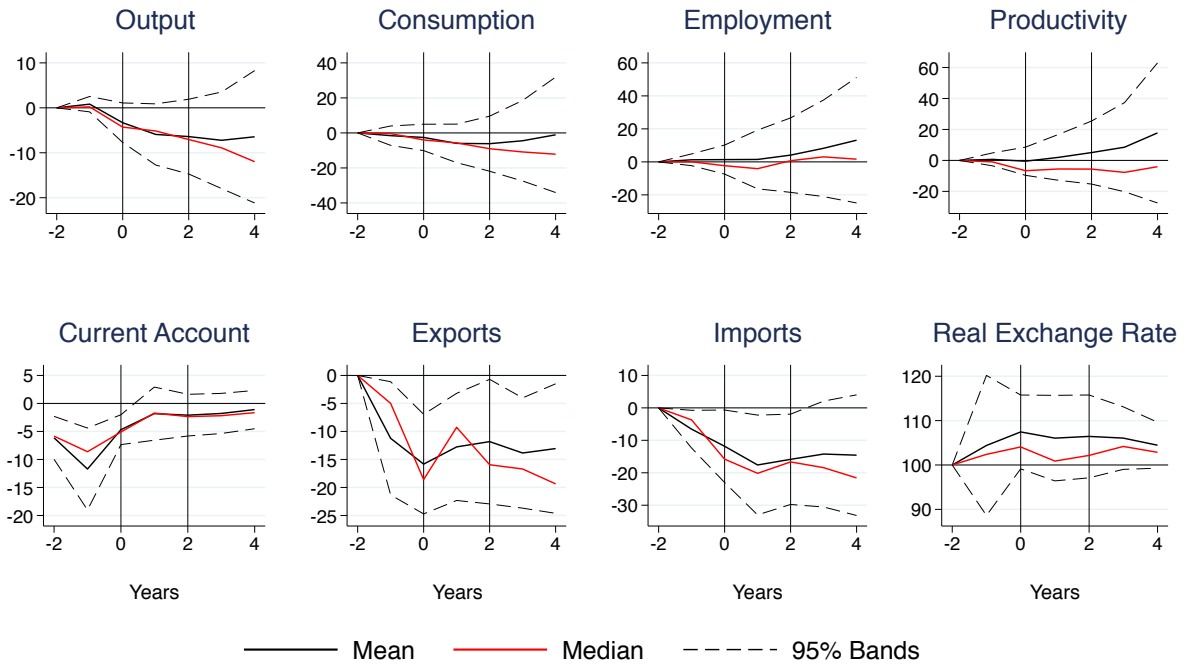 Output
Consumption
Employment
Productivity
10
0
-10
-20
-2 0 2 4
40
20
0
-20
-40
-2 0 2 4
60
40
20
0
-20
-2 0 2 4
60
40
20
0
-20
-2 0 2 4
Current Account
Exports
Imports
Real Exchange Rate
5
0
-5
-10
-15
-20
-2 0 2 4
0
-5
-10
-15
-20
-25
-2 0 2 4
10
0
-10
-20
-30
-2 0 2 4
120
110
100
90
-2 0 2 4
Years
Years
Years
Years
Mean
Median
95% Bands